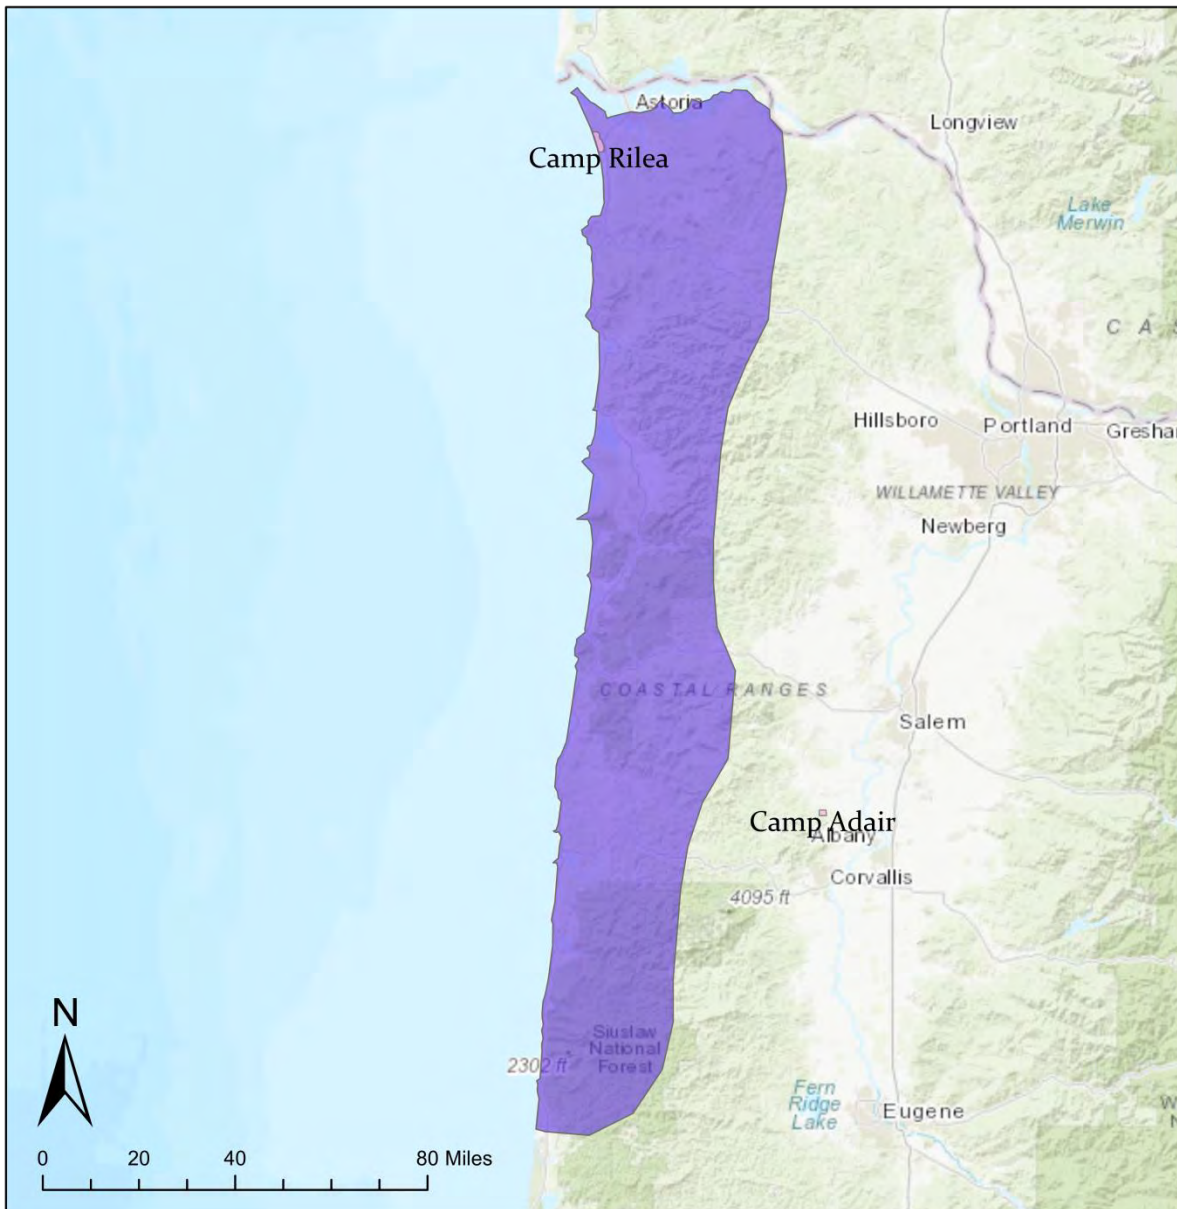 Astoria
Longview
Camp Rilea
Lake
Merwin
C A S
Hillsboro
Portland
Gresha
WILLAMETTE VALLEY
Newberg
COASTAL RANGES
Salem
Camp Adair
Albany
Corvallis
4095 ft
N
Siuslaw
National
Forest
2302 ft
Fern
Ridge
Lake
Eugene
W
N
0 20 40 80 Miles